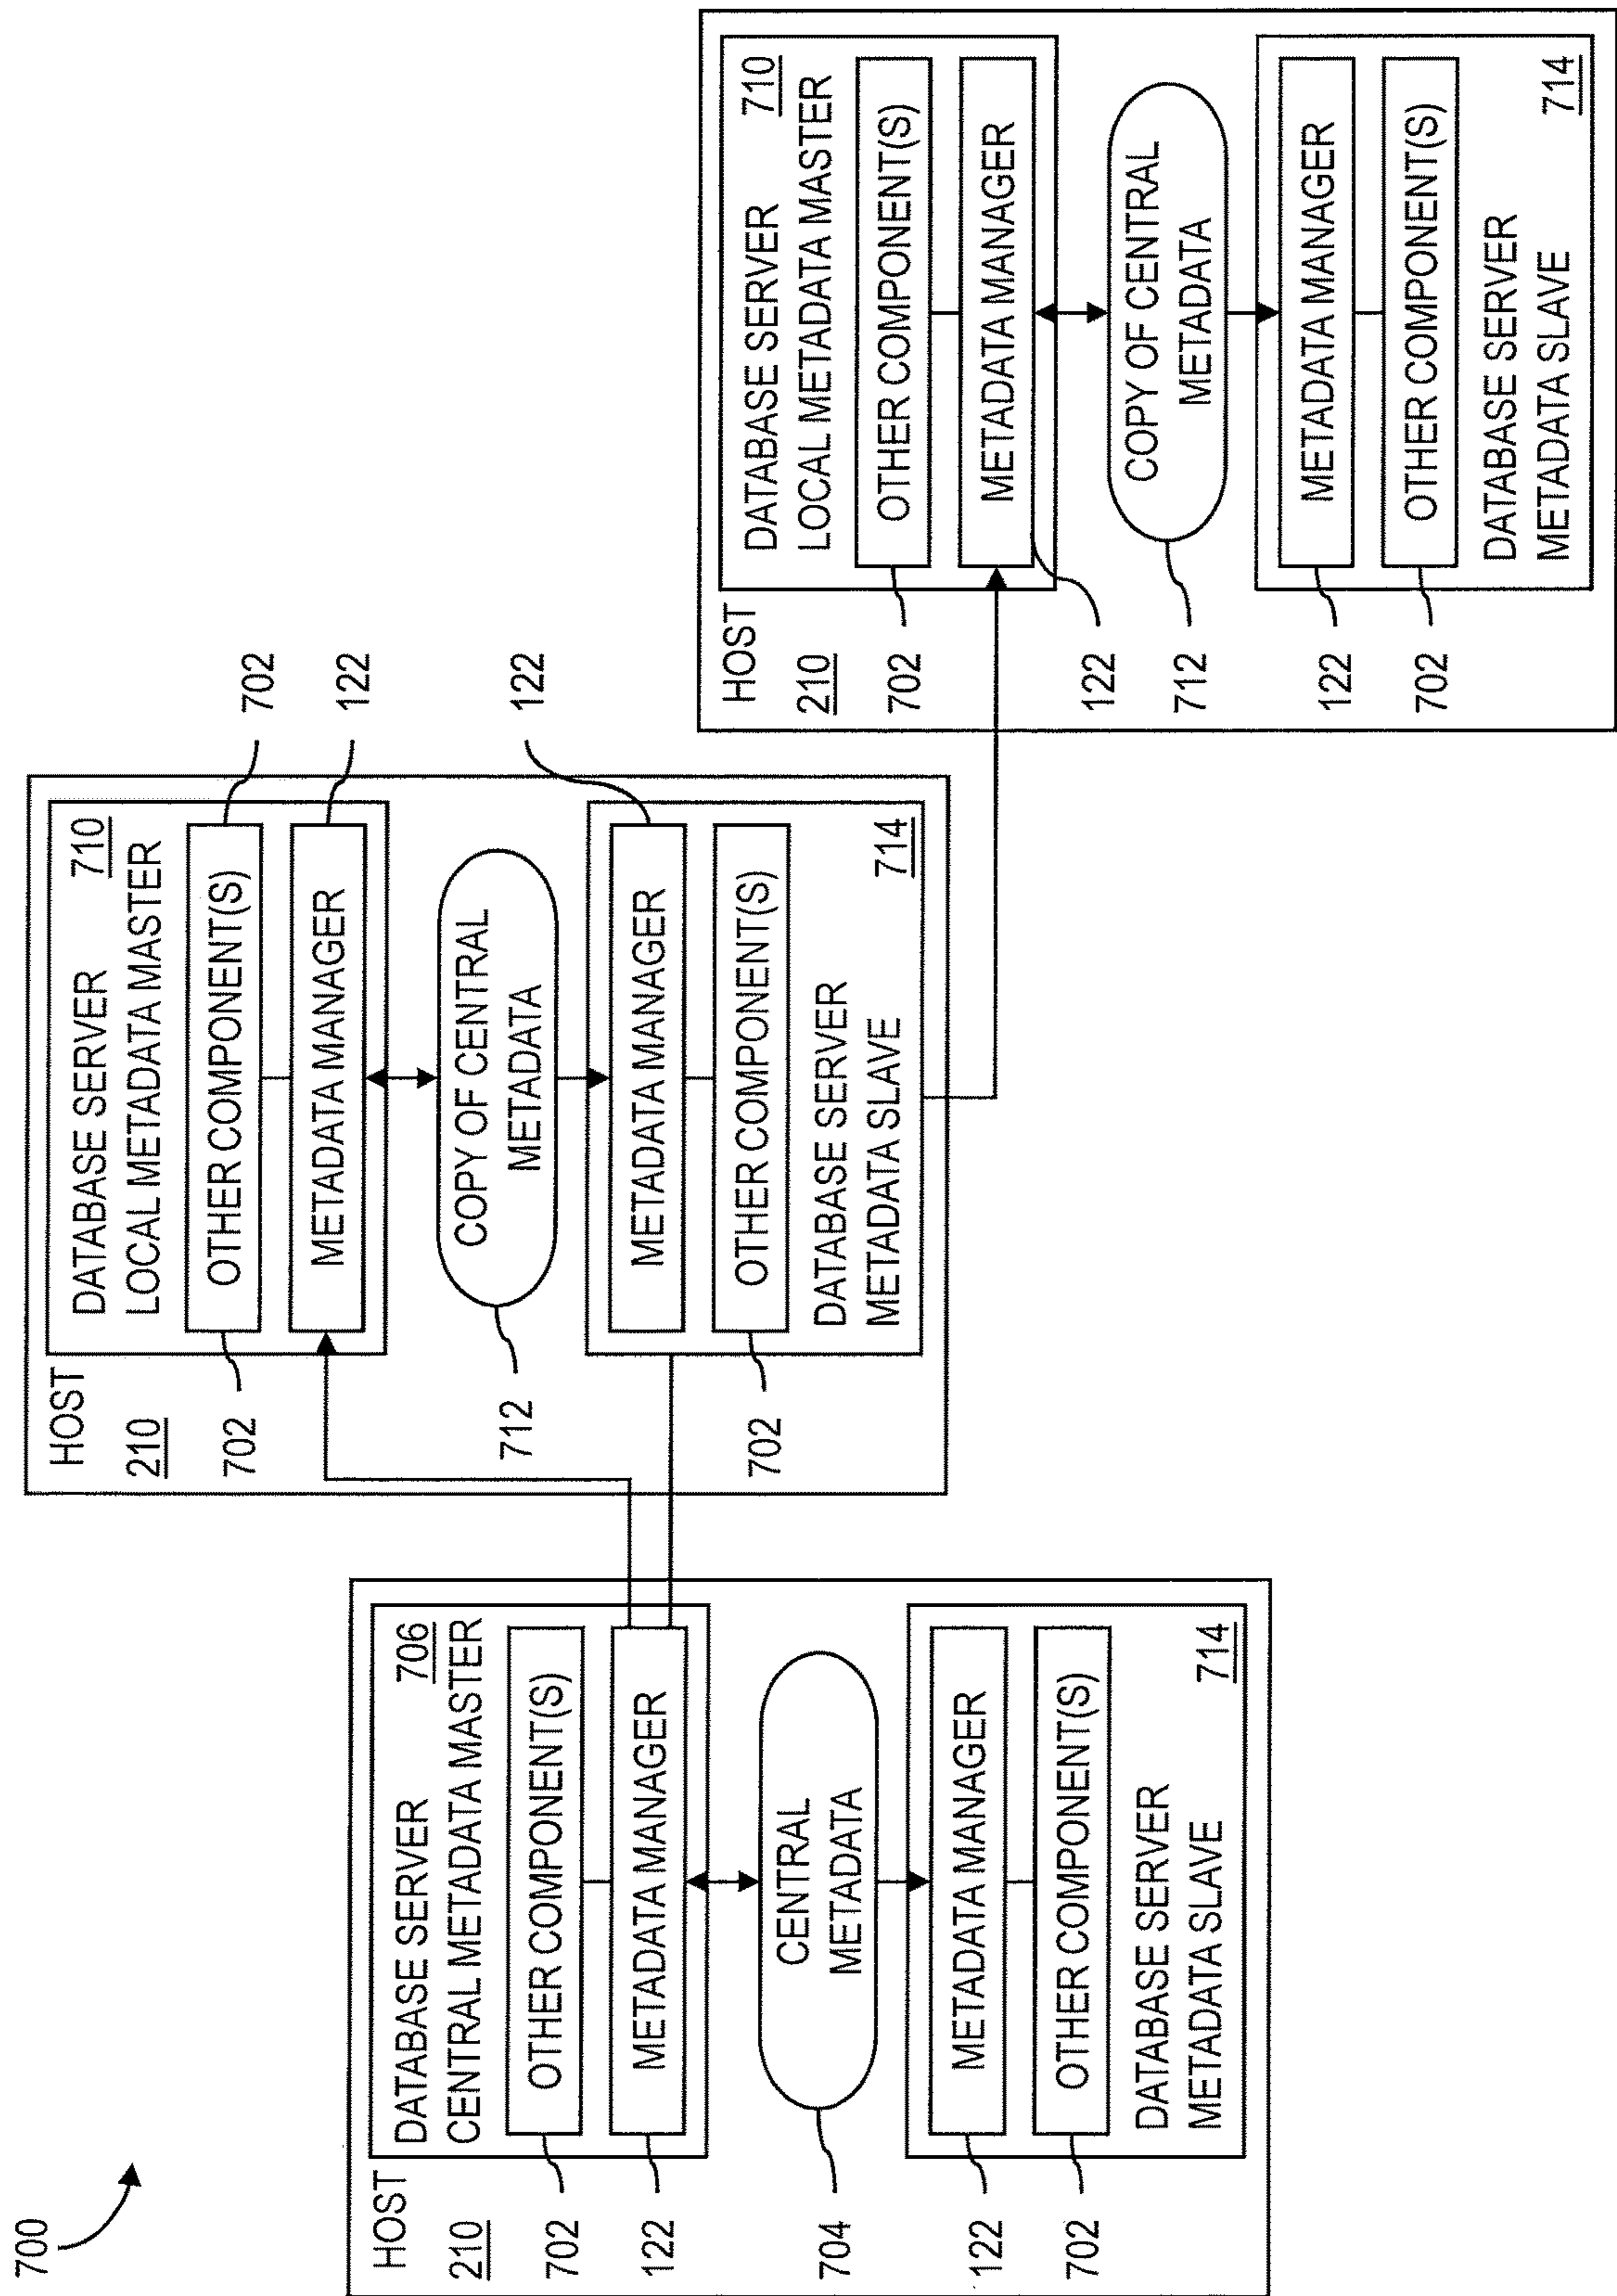 700
HOST
210
DATABASE SERVER 706
CENTRAL METADATA MASTER
702
OTHER COMPONENT(S)
122
METADATA MANAGER
704
CENTRAL
METADATA
122
METADATA MANAGER
702
OTHER COMPONENT(S)
DATABASE SERVER
METADATA SLAVE 714
HOST
210
DATABASE SERVER 710
LOCAL METADATA MASTER
702
OTHER COMPONENT(S)
702
METADATA MANAGER
122
712
COPY OF CENTRAL
METADATA
METADATA MANAGER
122
702
OTHER COMPONENT(S)
DATABASE SERVER
METADATA SLAVE 714
HOST
210
DATABASE SERVER 710
LOCAL METADATA MASTER
702
OTHER COMPONENT(S)
METADATA MANAGER
122
712
COPY OF CENTRAL
METADATA
122
METADATA MANAGER
702
OTHER COMPONENT(S)
DATABASE SERVER
METADATA SLAVE 714